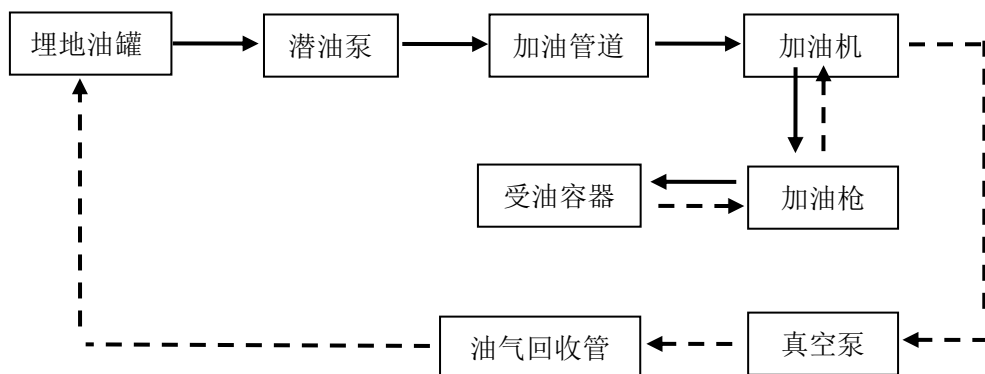 埋地油罐
潜油泵
加油管道
加油机
受油容器
加油枪
油气回收管
真空泵